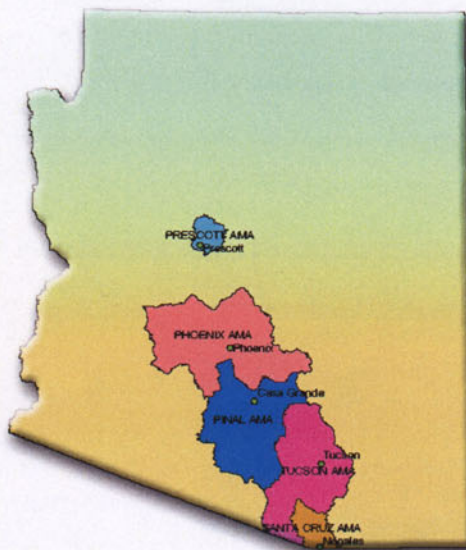 PRESCOTT AMA
Prescott
PHOENIX AMA
Phoenix
Casa Grande
PINAL AMA
Tucson
TUCSON AMA
SANTA CRUZ AMA
Nogales